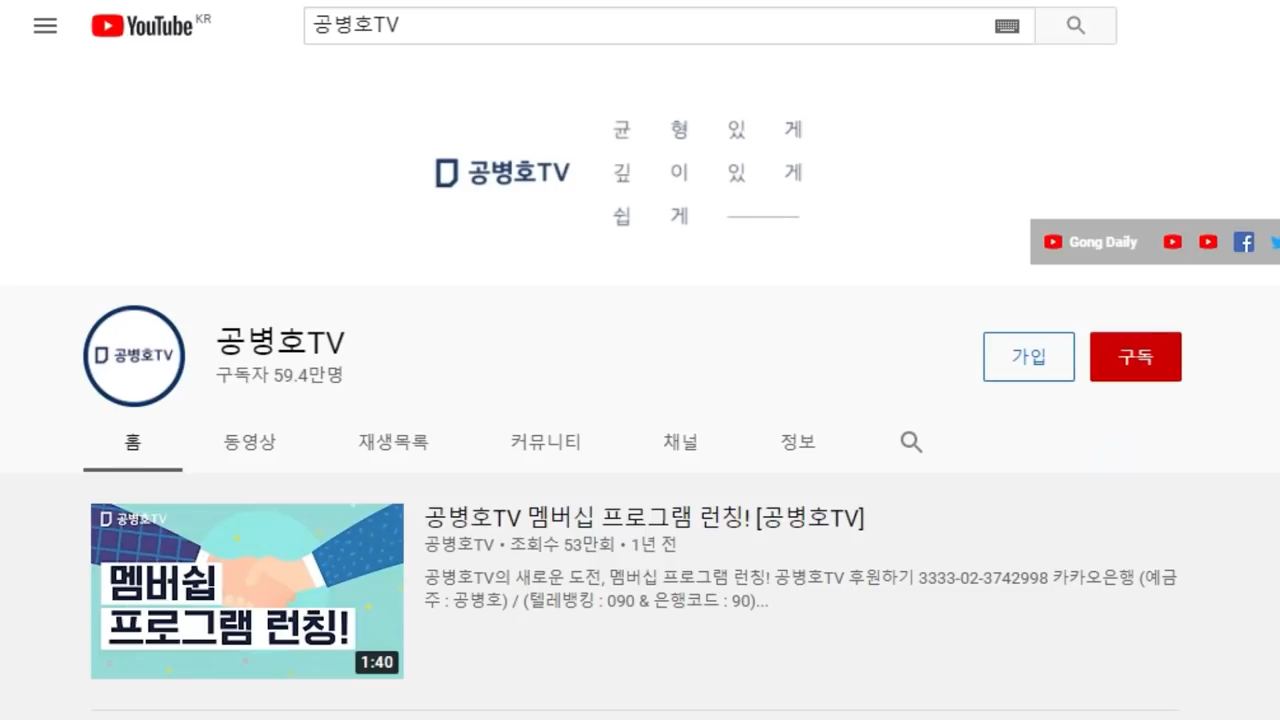 YouTube KR
공병호TV
균형있게
공병호TV 깊이있게
쉽게
Gong Daily
공병호TV
공병호TV
구독자 59.4만명
가입
구독
홈 동영상 재생목록 커뮤니티 채널 정보
공병호TV
멤버쉽
프로그램 런칭!
1:40
공병호TV 멤버십 프로그램 런칭! [공병호TV]
공병호TV • 조회수 53만회 • 1년 전
공병호TV의 새로운 도전, 멤버십 프로그램 런칭! 공병호TV 후원하기 3333-02-3742998 카카오은행 (예금
주 : 공병호) / (텔레뱅킹 : 090 & 은행코드 : 90)...